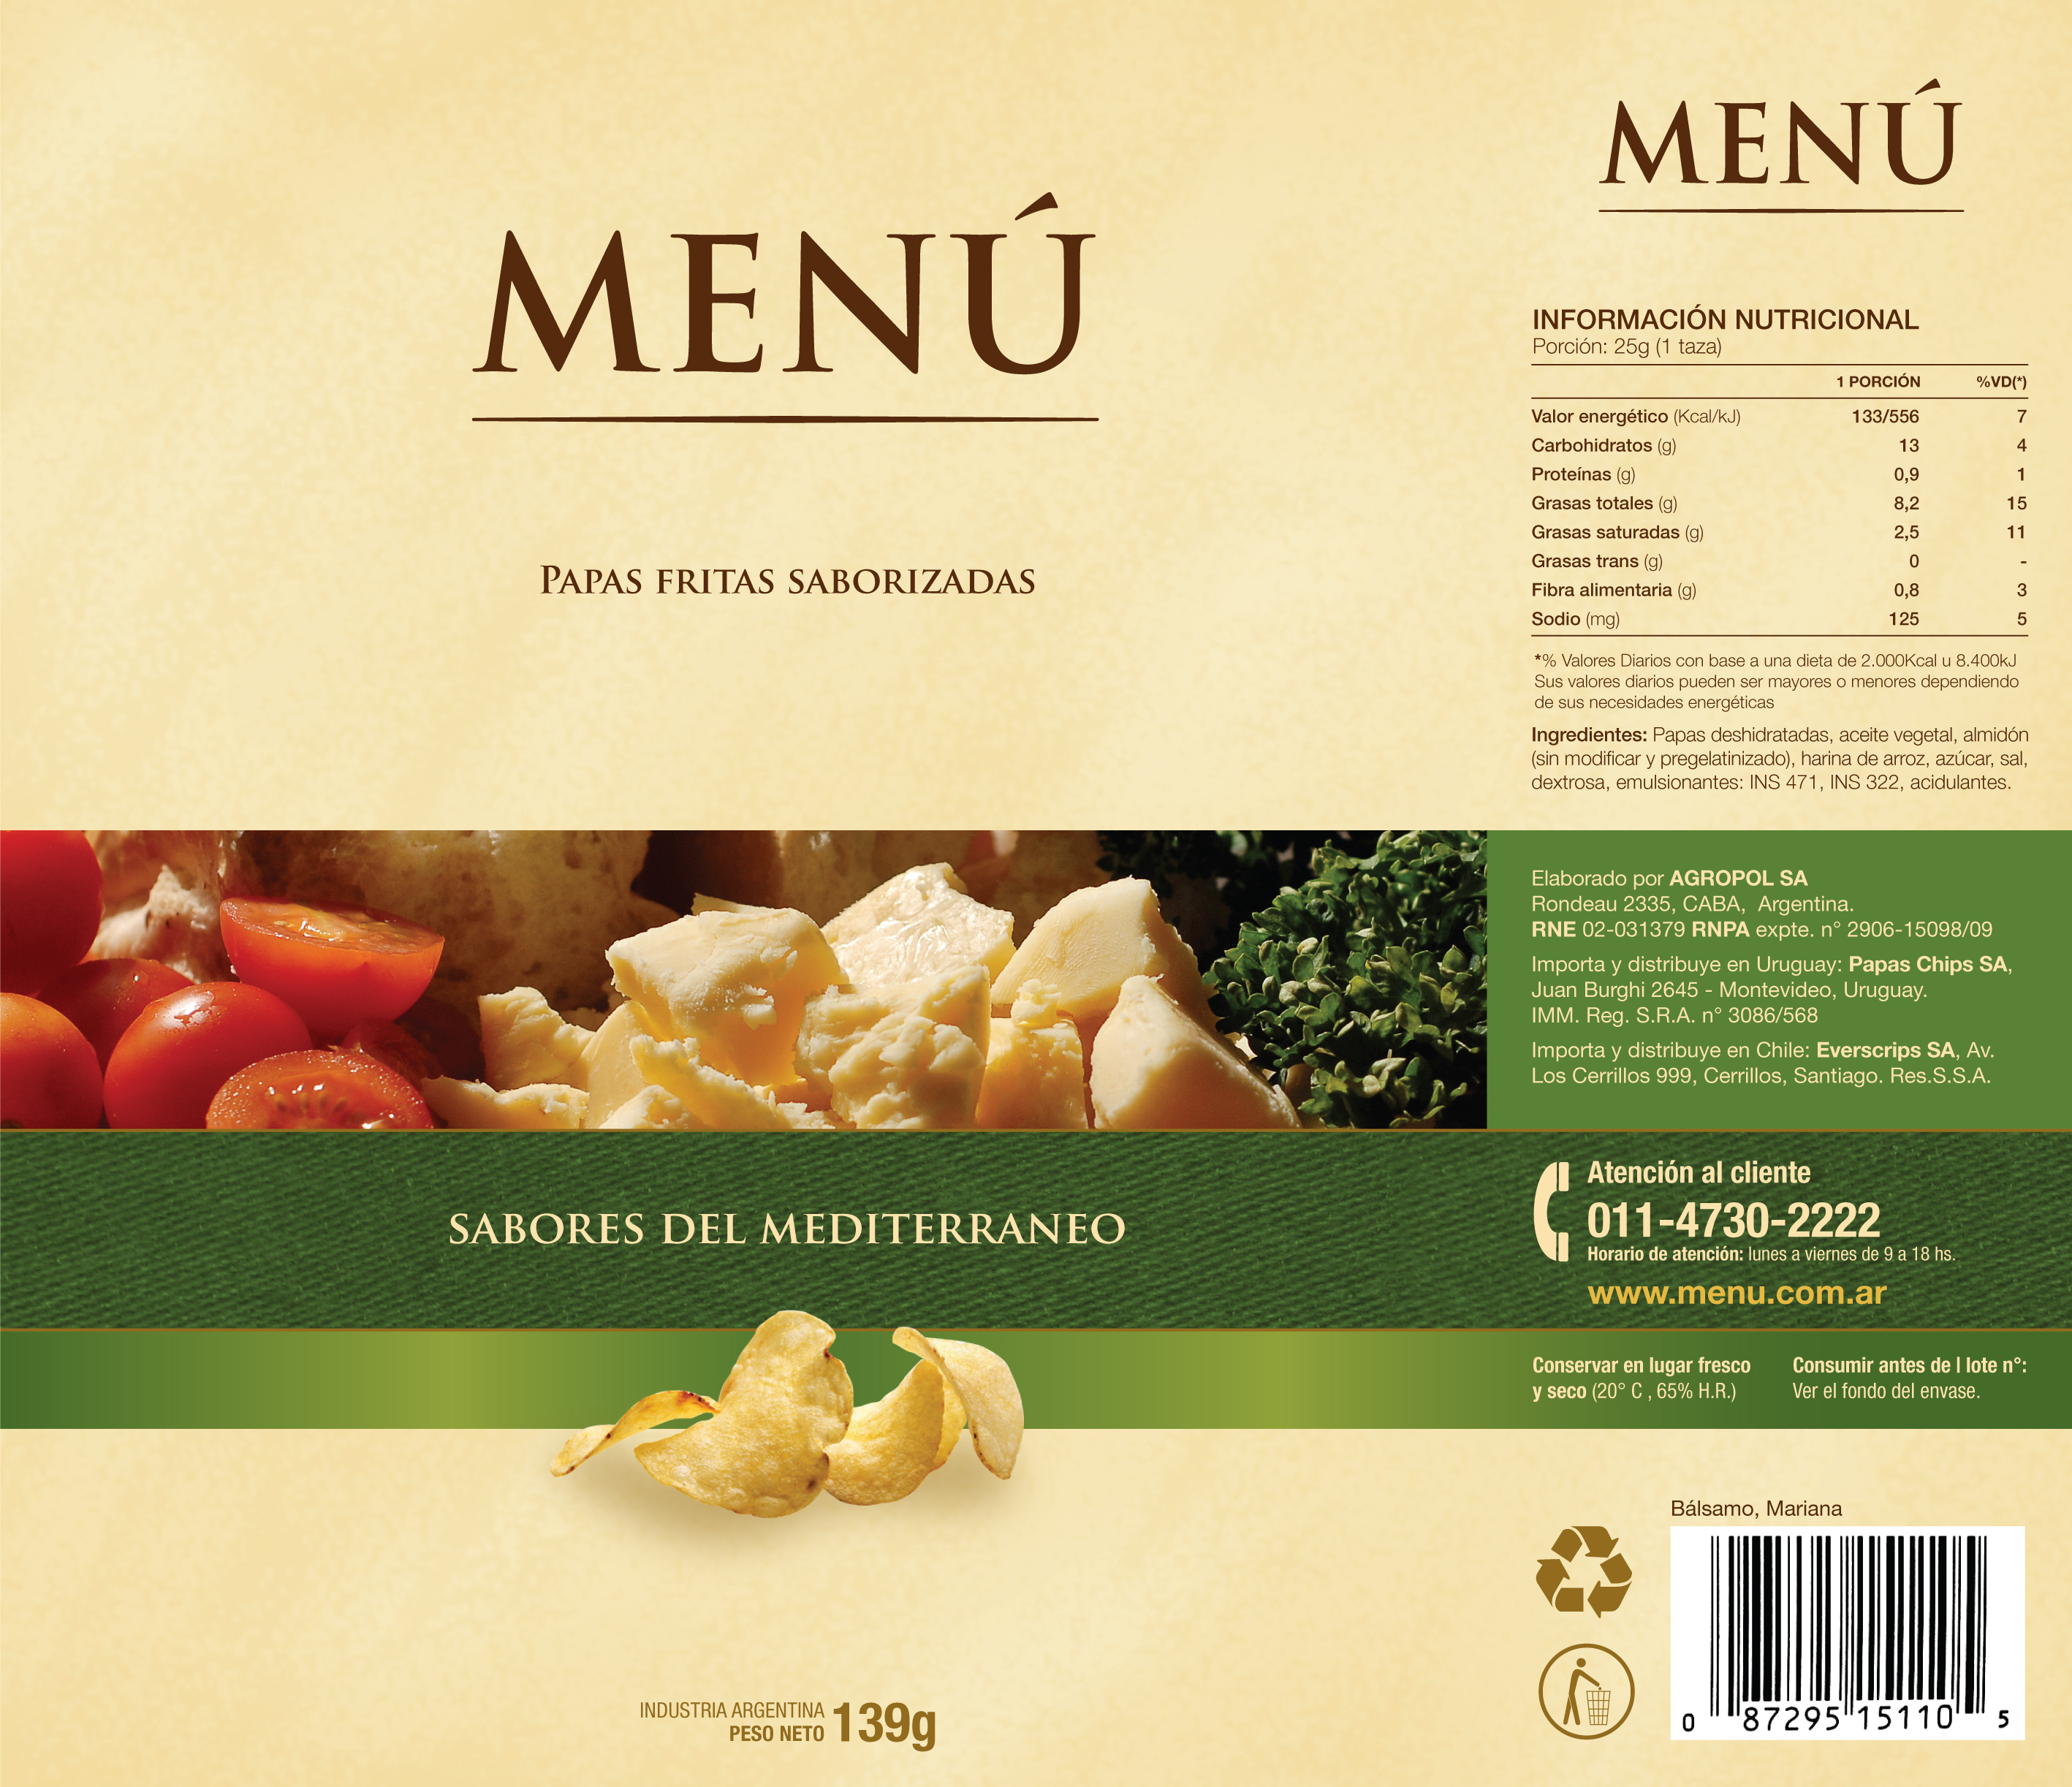 MENÚ
PAPAS FRITAS SABORIZADAS
SABORES DEL MEDITERRANEO
INDUSTRIA ARGENTINA
PESO NETO 139g
MENÚ
INFORMACIÓN NUTRICIONAL
Porción: 25g (1 taza)
1 PORCIÓN %VD(*)
Valor energético (Kcal/kJ) 133/556 7
Carbohidratos (g) 13 4
Proteínas (g) 0,9 1
Grasas totales (g) 8,2 15
Grasas saturadas (g) 2,5 11
Grasas trans (g) 0 -
Fibra alimentaria (g) 0,8 3
Sodio (mg) 125 5
*% Valores Diarios con base a una dieta de 2.000Kcal u 8.400kJ
Sus valores diarios pueden ser mayores o menores dependiendo
de sus necesidades energéticas
Ingredientes: Papas deshidratadas, aceite vegetal, almidón
(sin modificar y pregelatinizado), harina de arroz, azúcar, sal,
dextrosa, emulsionantes: INS 471, INS 322, acidulantes.
Elaborado por AGROPOL SA
Rondeau 2335, CABA, Argentina.
RNE 02-031379 RNPA expte. n° 2906-15098/09
Importa y distribuye en Uruguay: Papas Chips SA,
Juan Burghi 2645 - Montevideo, Uruguay.
IMM. Reg. S.R.A. n° 3086/568
Importa y distribuye en Chile: Everscrips SA, Av.
Los Cerrillos 999, Cerrillos, Santiago. Res.S.S.A.
Atención al cliente
011-4730-2222
Horario de atención: lunes a viernes de 9 a 18 hs.
www.menu.com.ar
Conservar en lugar fresco
y seco (20° C , 65% H.R.)
Consumir antes de l lote n°:
Ver el fondo del envase.
Bálsamo, Mariana
0 87295 15110 5